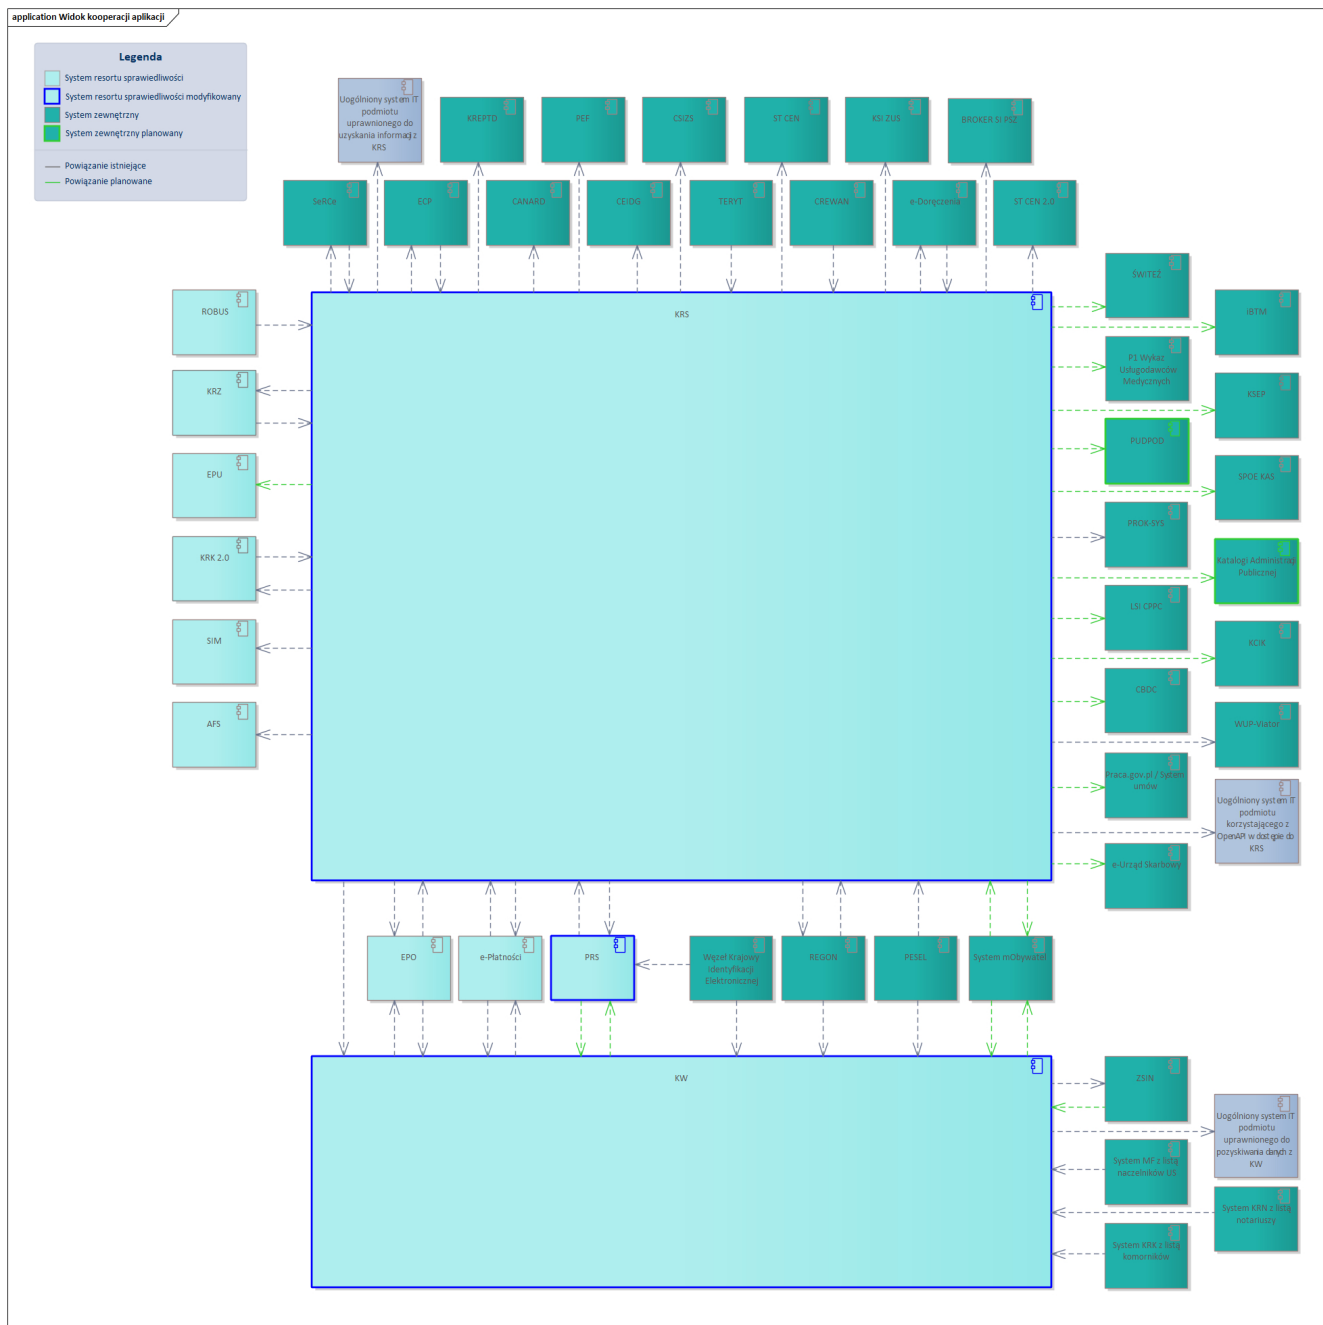 application Widok kooperacji aplikacji
Legenda
System resortu sprawiedliwości
System resortu sprawiedliwości modyfikowany
System zewnętrzny
System zewnętrzny planowany
Powiązanie istniejące
Powiązanie planowane
Uogólniony system IT
podmiotu
uprawnionego do
uzyskania informacji z
KRS
KREPTD
PEF
CSIZS
ST CEN
KSI ZUS
BROKER SI PSZ
SeRCe
ECP
CANARD
CEIDG
TERYT
CREWAN
e-Doręczenia
ST CEN 2.0
ROBUS
KRZ
EPU
KRK 2.0
SIM
AFS
KRS
ŚWITEŹ
IBTM
P1 Wykaz
Usługodawców
Medycznych
KSEP
PUDPOD
SPOE KAS
PROK-SYS
Katalogi Administracji
Publicznej
LSI CPPC
KCIK
CBDC
WUP-Viator
Praca.gov.pl / System
umów
Uogólniony system IT
podmiotu
korzystającego z
OpenAPI w dostępie do
KRS
e-Urząd Skarbowy
EPO
e-Płatności
PRS
Węzeł Krajowy
Identyfikacji
Elektronicznej
REGON
PESEL
System mObywatel
KW
ZSIN
Uogólniony system IT
podmiotu
uprawnionego do
pozyskiwania danych z
KW
System MF z listą
naczelników US
System KRN z listą
notariuszy
System KRK z listą
komorników